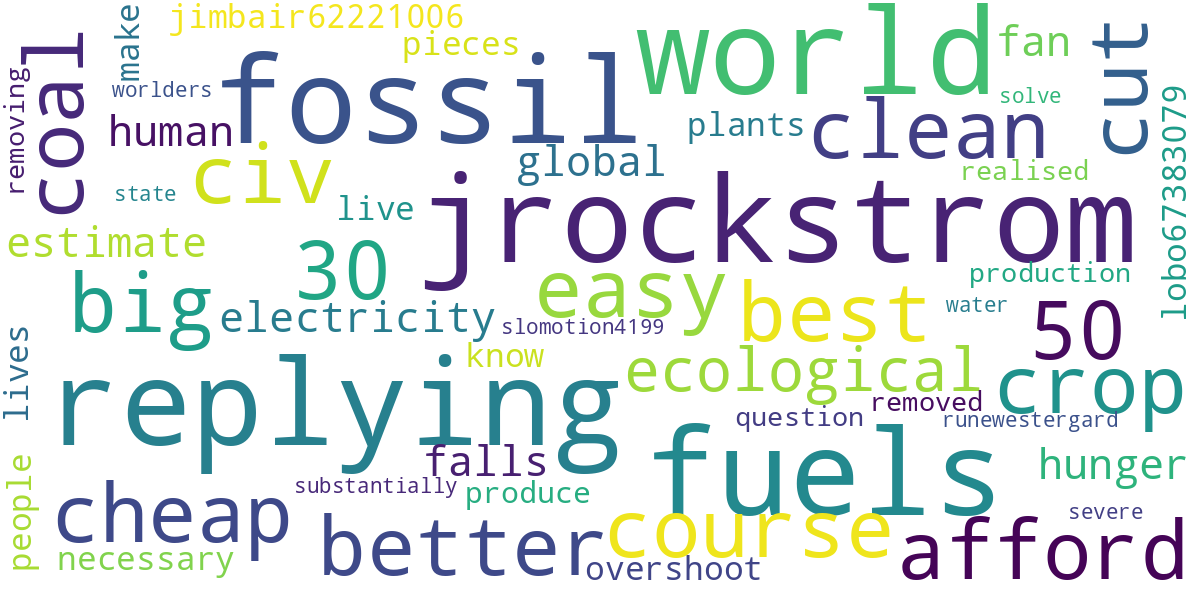 jimbair62221006
make
pieces
world
fan
cut
coal
worlders
fossil
solve
removing
human
plants
clean
lobo67383079
civ
global
realised
state
live
jrockstrom
estimate
30
easy
production
big
electricity
slomotion4199
best
water
50
know
ecological
crop
lives
replying
removed
question
runewestergard
falls
fuels
hunger
people
cheap
substantially
produce
better
course
severe
afford
necessary
overshoot